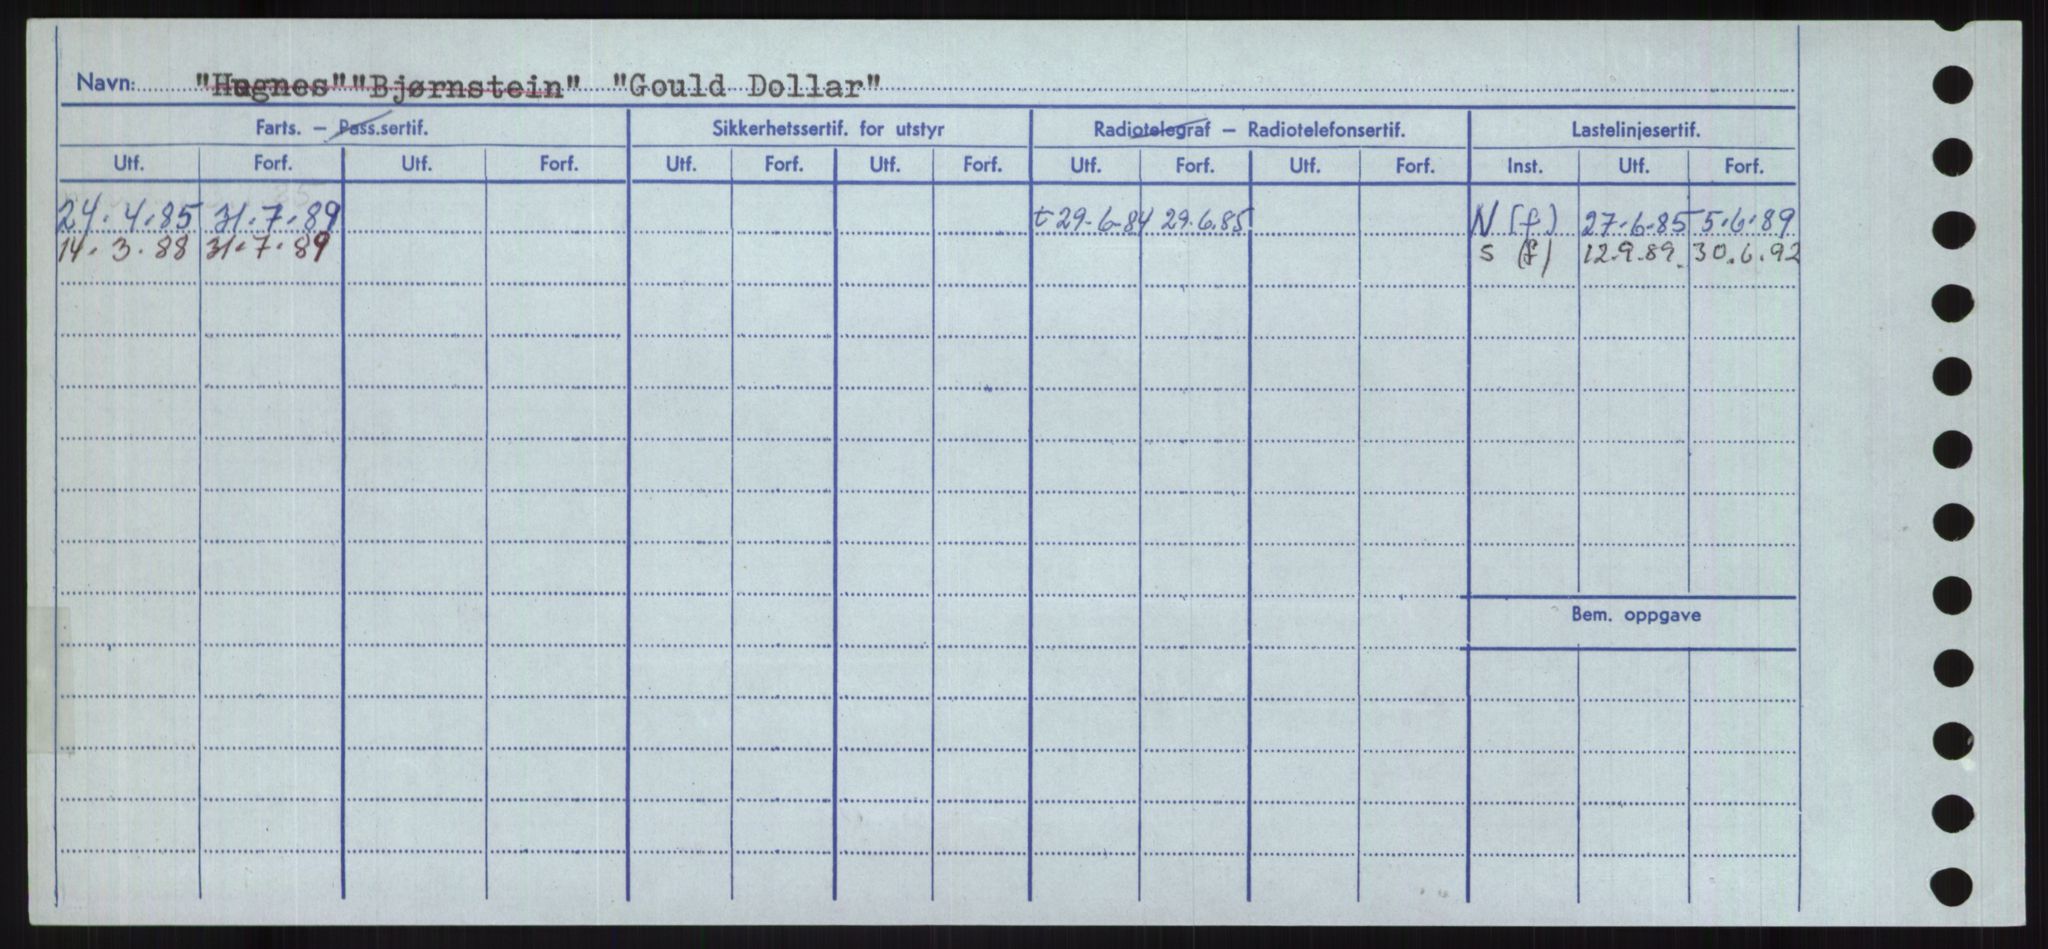 Navn: "Hugnes" "Bjørnstein" "Gould Dollar"
Farts. — Pass.sertif. Sikkerhetssertif. for utstyr Radiotelegraf — Radiotelefonsertif. Lastelinjesertif.
Utf. Forf. Utf. Forf. Utf. Forf. Utf. Forf. Utf. Forf. Utf. Forf. Inst. Utf. Forf.
24.4.85 31.7.89 t 29.6.84 29.6.85 N (f) 27.6.85 5.6.89
14.3.88 31.7.89 S (f) 12.9.89. 30.6.92
Bem. oppgave